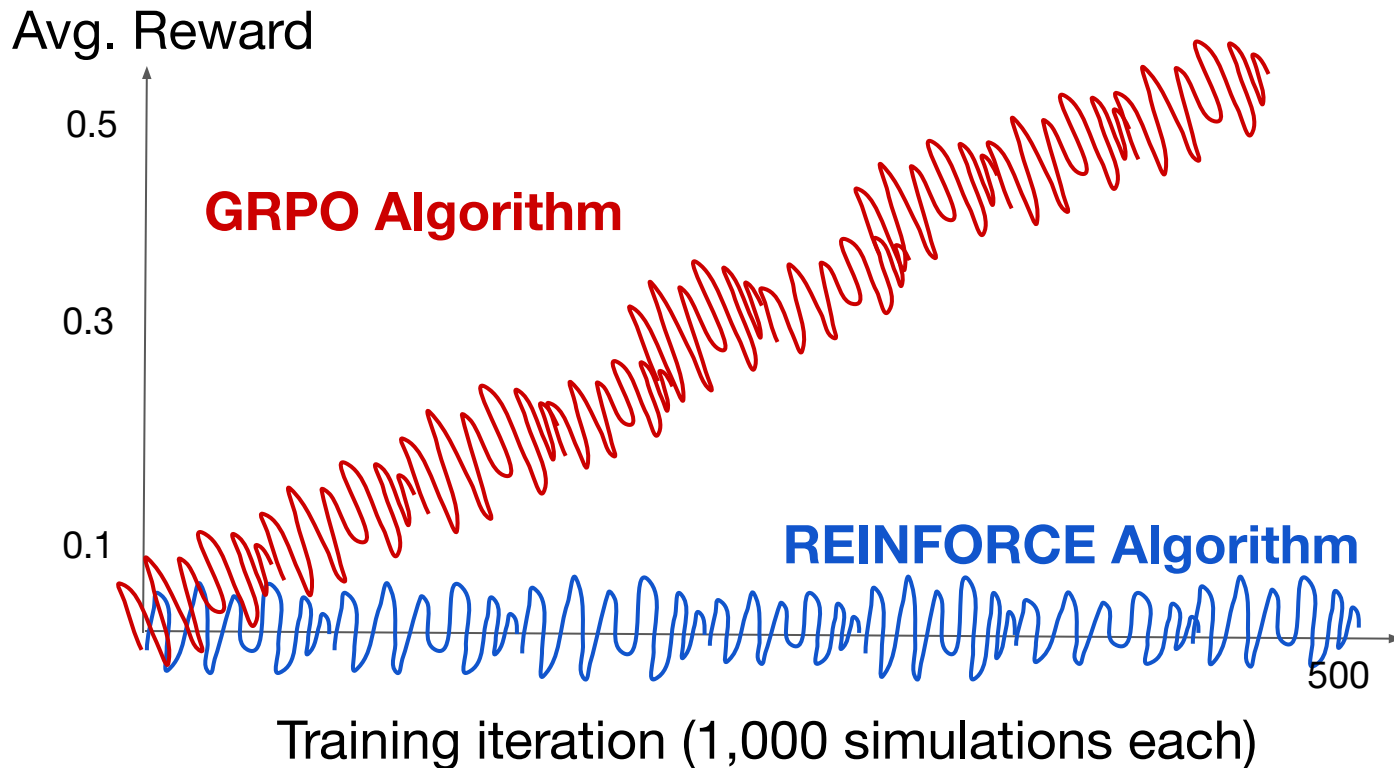 Avg. Reward
0.5
GRPO Algorithm
0.3
0.1
REINFORCE Algorithm
500
Training iteration (1,000 simulations each)